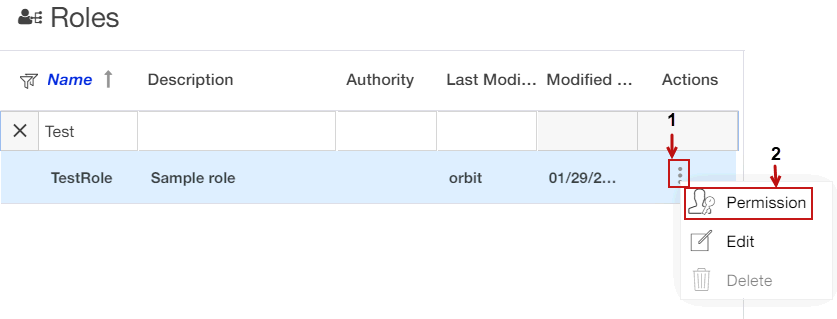 Roles
Name Description Authority Last Modi... Modified ... Actions
1
Test
2
TestRole Sample role orbit 01/29/2...
Permission
Edit
Delete